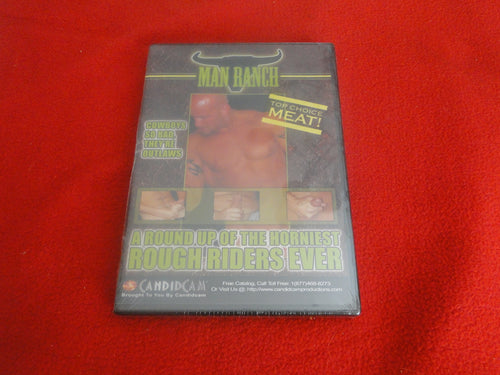 MAN RANCH
TOP CHOICE
MEAT!
COWBOYS
SO BAD,
THEY'RE
OUTLAWS
A ROUND UP OF THE HORNIEST
ROUGH RIDERS EVER
CANDIDCAM
Brought To You By Candidcam
Free Catalog, Call Toll Free: 1(877)468-8273
Or Visit Us @: http://www.candidcamproductions.com